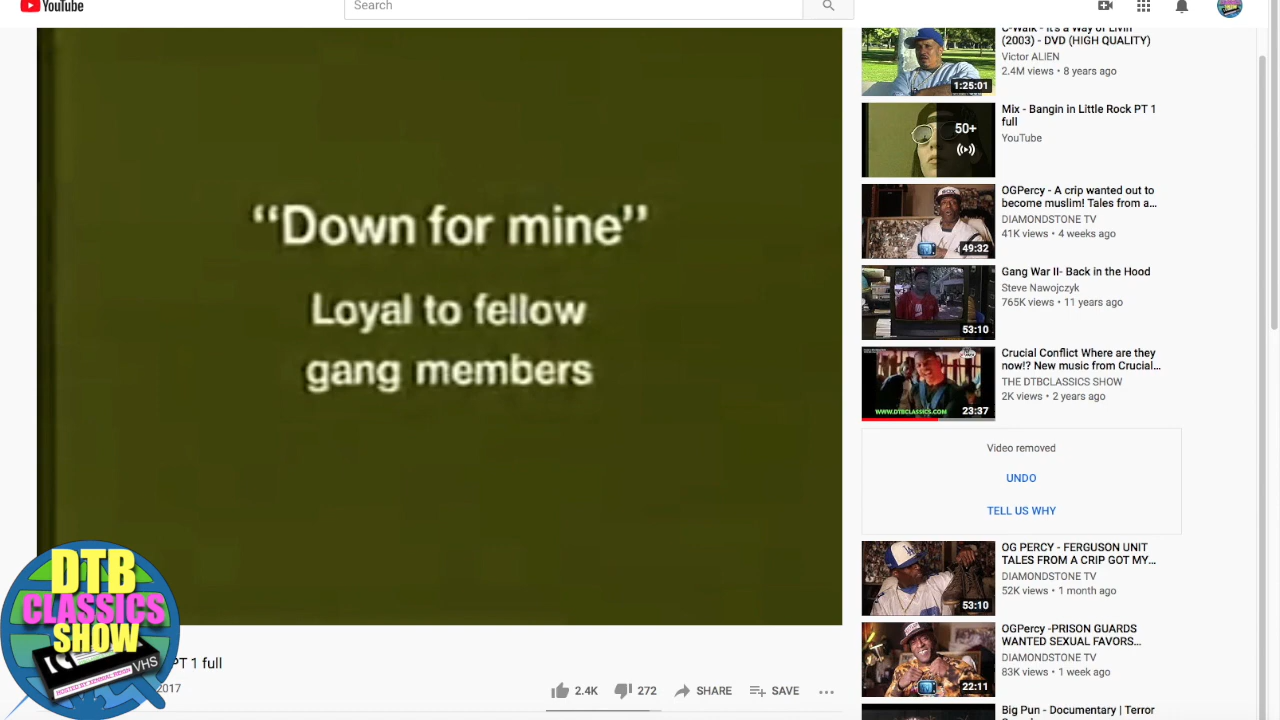 YouTube
Search
"Down for mine"
Loyal to fellow
gang members
PT 1 full
2017
2.4K
272
SHARE
SAVE
DTB
CLASSICS
SHOW
VHS
C-Walk - It's a Way of Livin'
(2003) - DVD (HIGH QUALITY)
Victor ALIEN
2.4M views • 8 years ago
1:25:01
Mix - Bangin in Little Rock PT 1
full
YouTube
50+
OGPercy - A crip wanted out to
become muslim! Tales from a...
DIAMONDSTONE TV
41K views • 4 weeks ago
49:32
Gang War II- Back in the Hood
Steve Nawojczyk
765K views • 11 years ago
53:10
Crucial Conflict Where are they
now!? New music from Crucial...
THE DTBCLASSICS SHOW
2K views • 2 years ago
WWW.DTBCLASSICS.COM
23:37
Video removed
UNDO
TELL US WHY
OG PERCY - FERGUSON UNIT
TALES FROM A CRIP GOT MY...
DIAMONDSTONE TV
52K views • 1 month ago
53:10
OGPercy -PRISON GUARDS
WANTED SEXUAL FAVORS...
DIAMONDSTONE TV
83K views • 1 week ago
22:11
Big Pun - Documentary | Terror